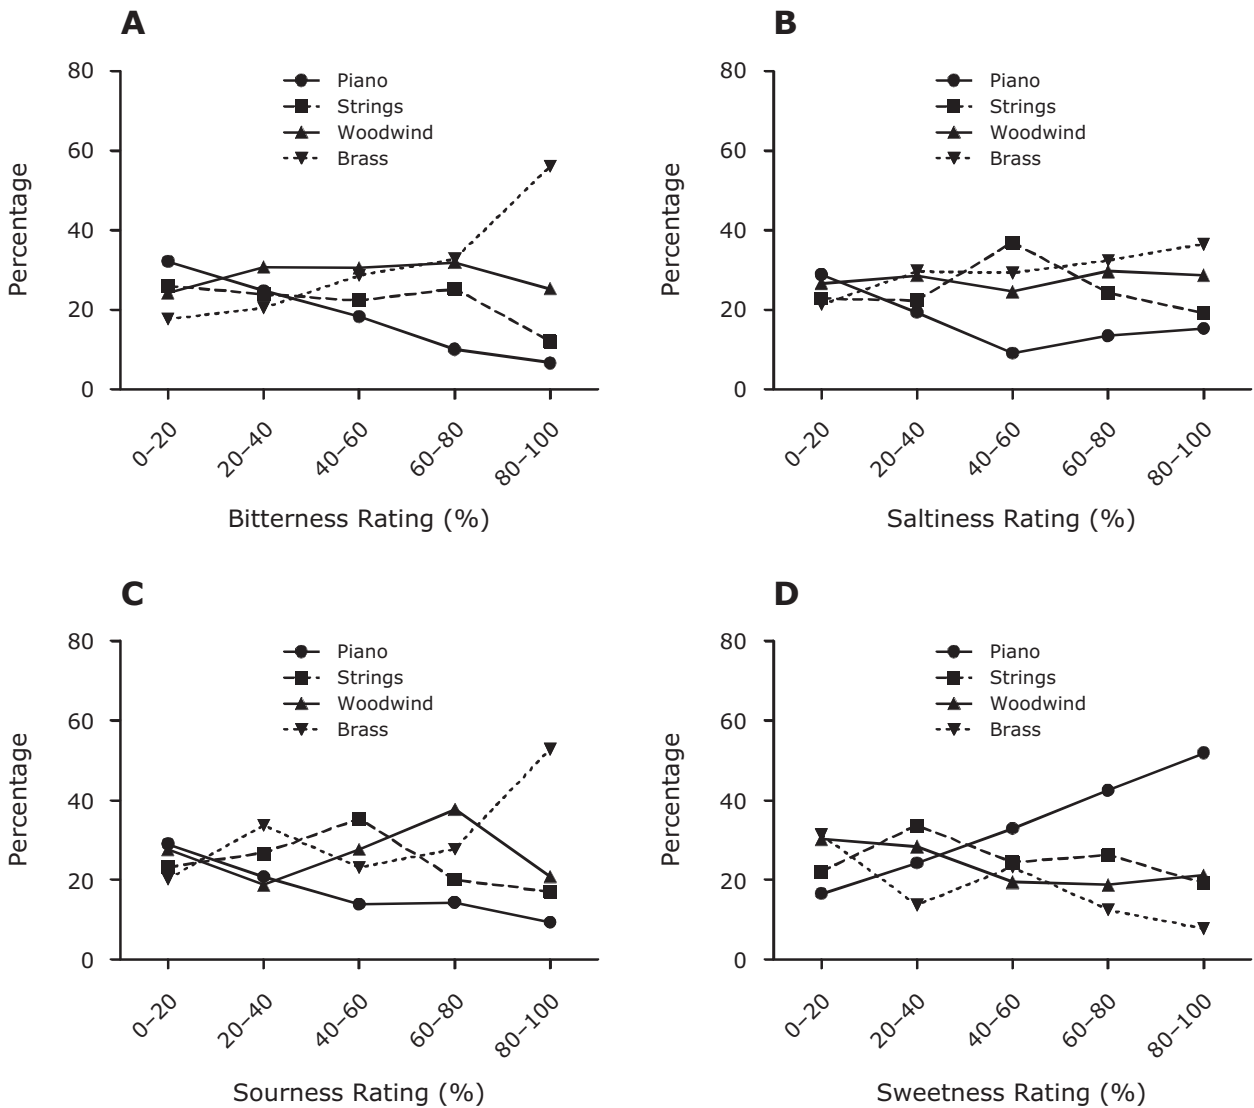 A
80
60
40
20
0
Percentage
Piano
Strings
Woodwind
Brass
0–20
20–40
40–60
60–80
80–100
Bitterness Rating (%)
B
80
60
40
20
0
Percentage
Piano
Strings
Woodwind
Brass
0–20
20–40
40–60
60–80
80–100
Saltiness Rating (%)
C
80
60
40
20
0
Percentage
Piano
Strings
Woodwind
Brass
0–20
20–40
40–60
60–80
80–100
Sourness Rating (%)
D
80
60
40
20
0
Percentage
Piano
Strings
Woodwind
Brass
0–20
20–40
40–60
60–80
80–100
Sweetness Rating (%)